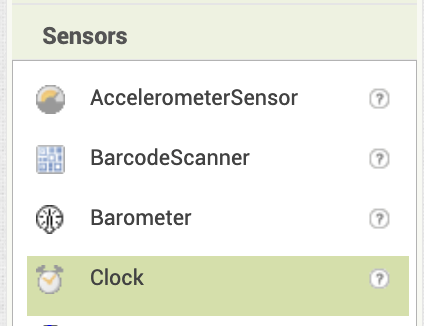 Sensors
AccelerometerSensor ?
BarcodeScanner ?
Barometer ?
Clock ?